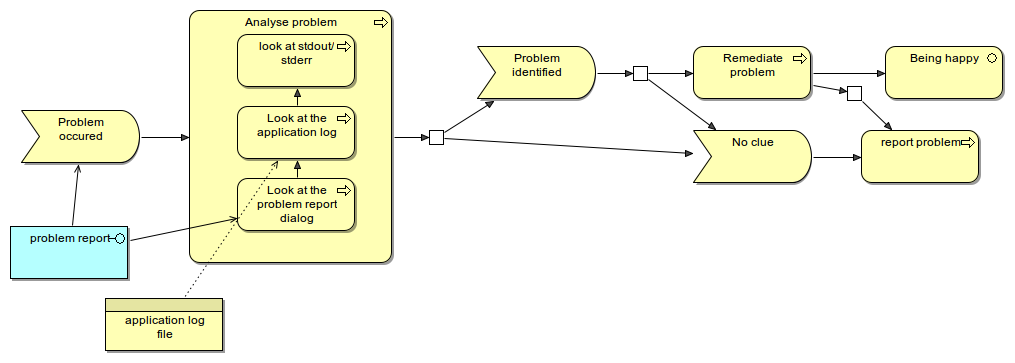 Analyse problem
look at stdout/
stderr
Look at the
application log
Look at the
problem report
dialog
Problem
occured
problem report
application log
file
Problem
identified
Remediate
problem
Being happy
No clue
report problem